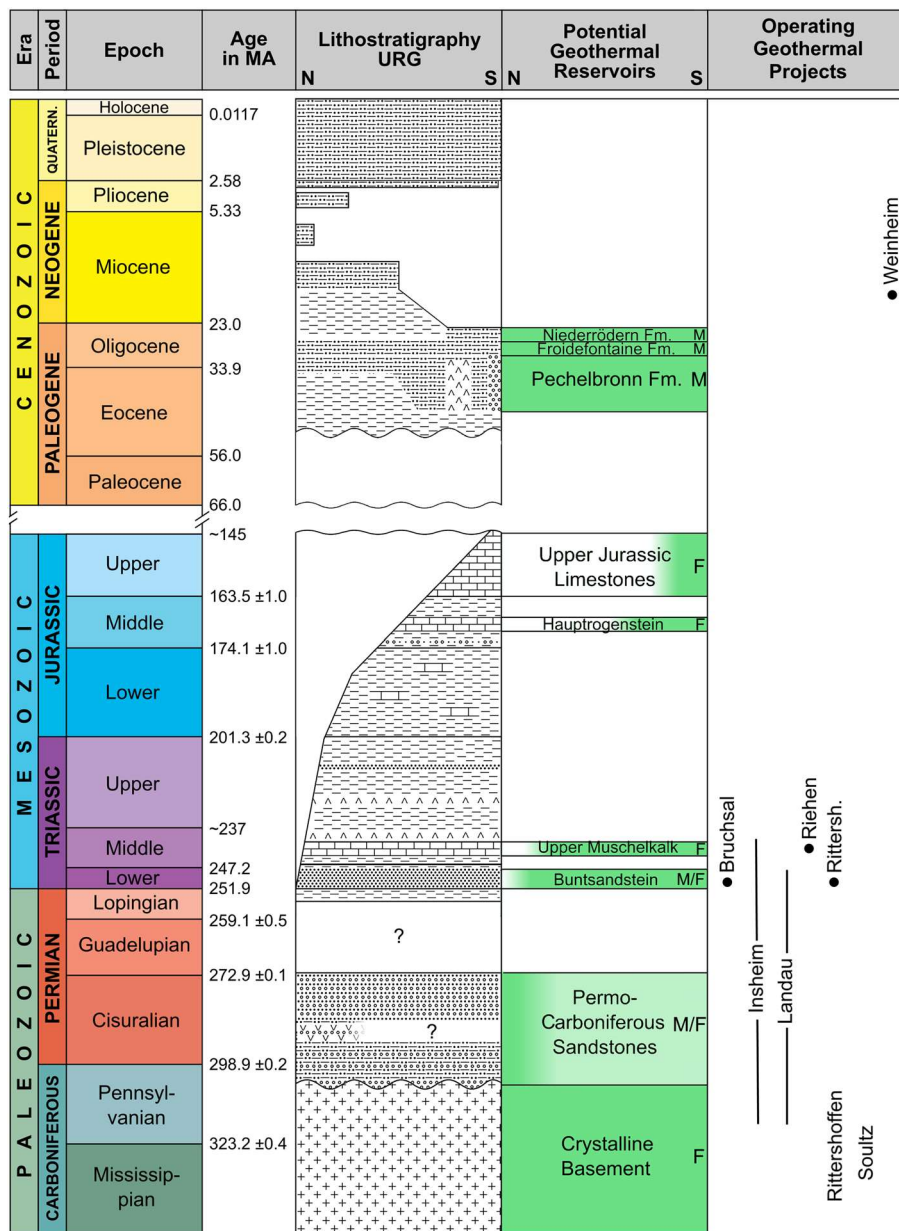 Era
Period
Epoch
Age
in MA
Lithostratigraphy
URG
N
S
Potential
Geothermal
Reservoirs
N
S
Operating
Geothermal
Projects
CENOZOIC
QUATERN.
Holocene
0.0117
Pleistocene
2.58
NEOGENE
Pliocene
5.33
Miocene
Weinheim
23.0
PALEOGENE
Oligocene
Niederrödern Fm. M
Froidefontaine Fm. M
33.9
Pechelbronn Fm. M
Eocene
56.0
Paleocene
66.0
MESOZOIC
JURASSIC
~145
Upper
Upper Jurassic
Limestones
F
163.5 ±1.0
Middle
Hauptrogenstein F
174.1 ±1.0
Lower
201.3 ±0.2
TRIASSIC
Upper
~237
Middle
Upper Muschelkalk F
247.2
Lower
Buntsandstein M/F
251.9
Bruchsal
Riehen
Rittersh.
PALEOZOIC
PERMIAN
Lopingian
259.1 ±0.5
Guadelupian
?
272.9 ±0.1
Cisuralian
?
Permo-
Carboniferous
Sandstones
M/F
Insheim
Landau
298.9 ±0.2
CARBONIFEROUS
Pennsyl-
vanian
323.2 ±0.4
Crystalline
Basement
F
Mississip-
pian
Rittershoffen
Soultz